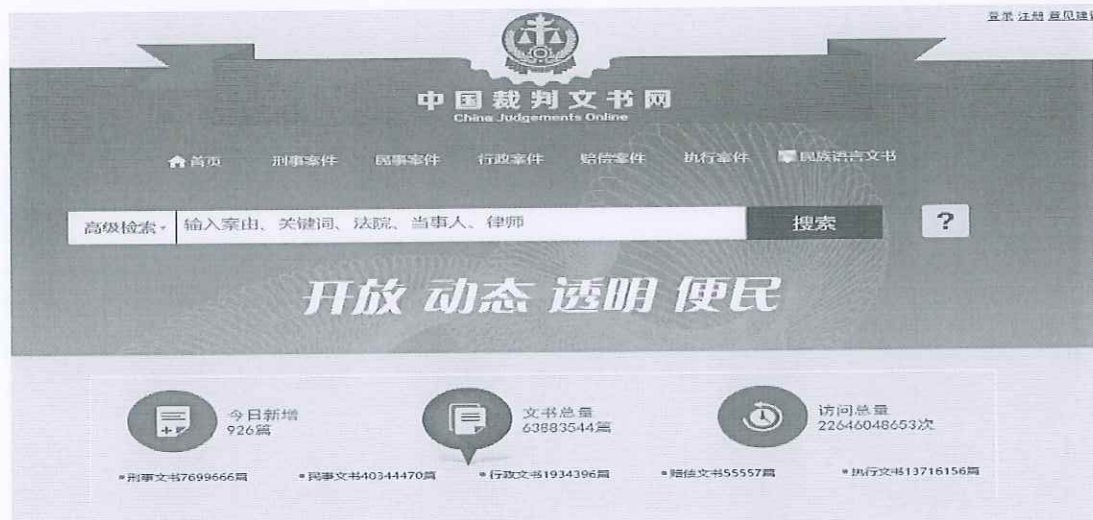 登录 注册 意见建议
中国裁判文书网
China Judgements Online
首页 刑事案件 民事案件 行政案件 赔偿案件 执行案件 民族语言文书
高级检索 输入案由、关键词、法院、当事人、律师 搜索 ?
开放 动态 透明 便民
今日新增
926篇
文书总量
63883544篇
访问总量
22646048653次
刑事文书7699666篇 民事文书40344470篇 行政文书1934396篇 赔偿文书55557篇 执行文书13716156篇